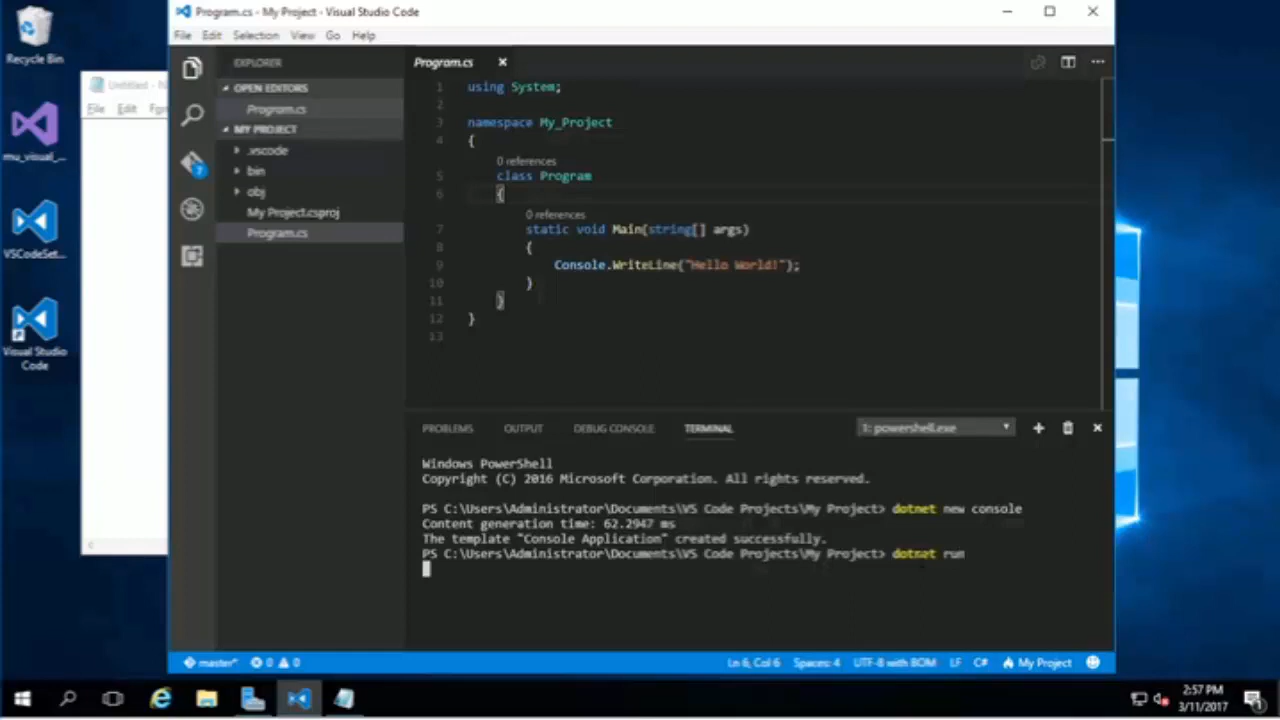 Recycle Bin
mu_visual_...
VSCodeSet...
Visual Studio
Code
Untitled - N
File Edit For
Program.cs - My Project - Visual Studio Code
File Edit Selection View Go Help
EXPLORER
OPEN EDITORS
Program.cs
MY PROJECT
.vscode
bin
obj
My Project.csproj
Program.cs
7
Program.cs
1 using System;
2
3 namespace My_Project
4 {
0 references
5 class Program
6 {
0 references
7 static void Main(string[] args)
8 {
9 Console.WriteLine("Hello World!");
10 }
11 }
12 }
13
PROBLEMS OUTPUT DEBUG CONSOLE TERMINAL 1: powershell.exe
Windows PowerShell
Copyright (C) 2016 Microsoft Corporation. All rights reserved.
PS C:\Users\Administrator\Documents\VS Code Projects\My Project> dotnet new console
Content generation time: 62.2947 ms
The template "Console Application" created successfully.
PS C:\Users\Administrator\Documents\VS Code Projects\My Project> dotnet run
master* 0 0 Ln 6, Col 6 Spaces: 4 UTF-8 with BOM LF C# My Project
2:57 PM
3/11/2017
1